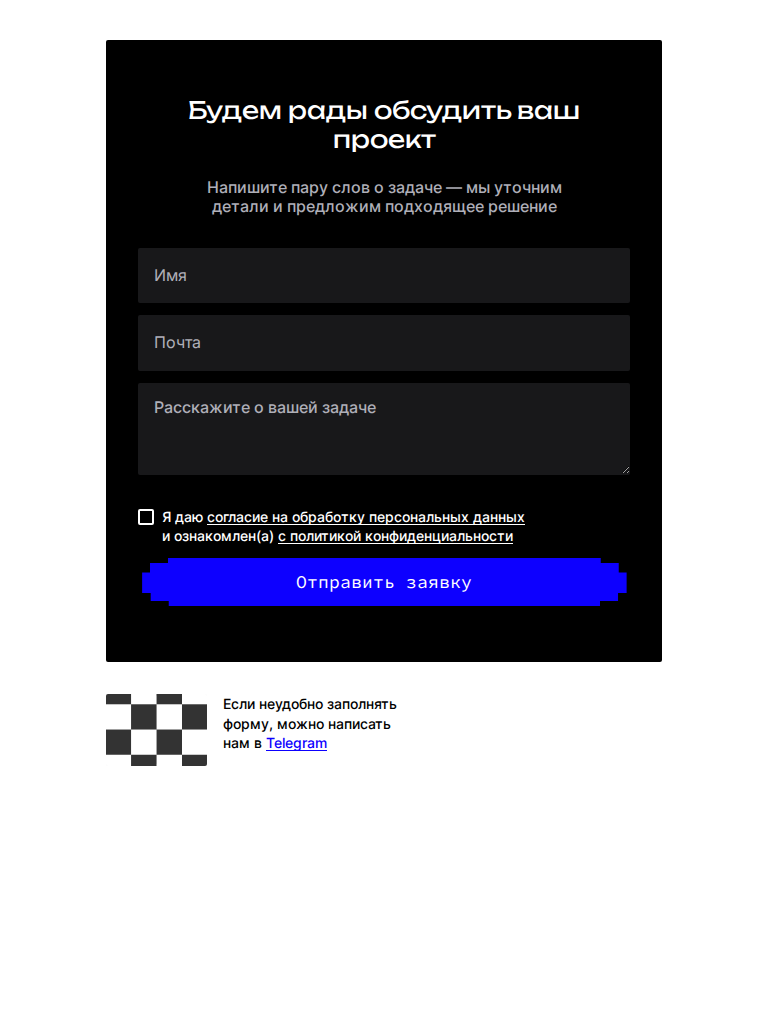 Будем рады обсудить ваш
проект
Напишите пару слов о задаче — мы уточним
детали и предложим подходящее решение
Имя
Почта
Расскажите о вашей задаче
Я даю согласие на обработку персональных данных
и ознакомлен(а) с политикой конфиденциальности
Отправить заявку
Если неудобно заполнять
форму, можно написать
нам в Telegram